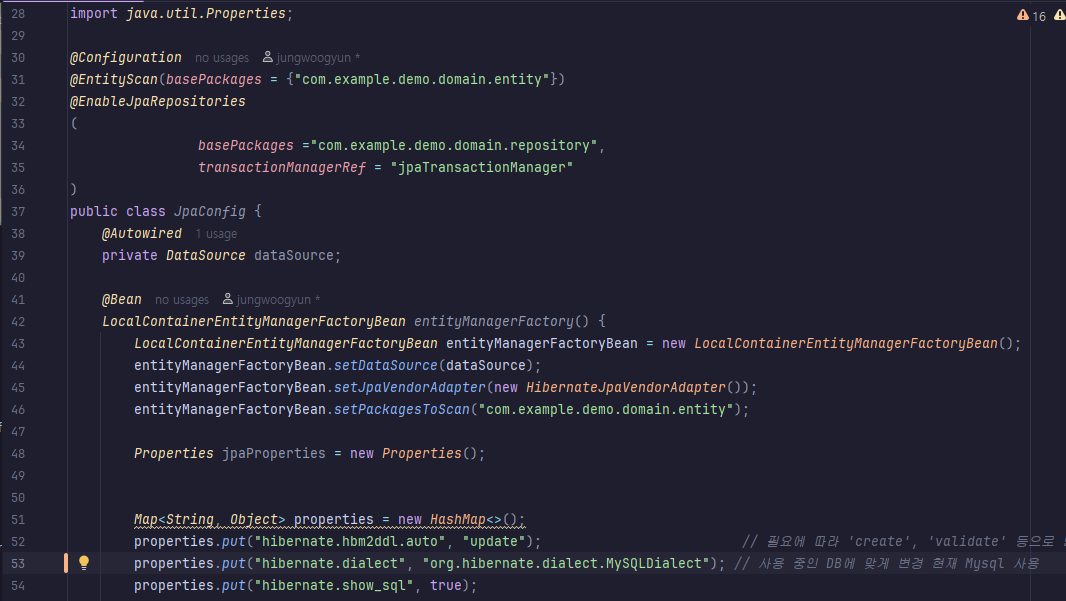 28 import java.util.Properties;
16
29
30 @Configuration no usages jungwoogyun *
31 @EntityScan(basePackages = {"com.example.demo.domain.entity"})
32 @EnableJpaRepositories
33 (
34 basePackages ="com.example.demo.domain.repository",
35 transactionManagerRef = "jpaTransactionManager"
36 )
37 public class JpaConfig {
38 @Autowired 1 usage
39 private DataSource dataSource;
40
41 @Bean no usages jungwoogyun *
42 LocalContainerEntityManagerFactoryBean entityManagerFactory() {
43 LocalContainerEntityManagerFactoryBean entityManagerFactoryBean = new LocalContainerEntityManagerFactoryBean();
44 entityManagerFactoryBean.setDataSource(dataSource);
45 entityManagerFactoryBean.setJpaVendorAdapter(new HibernateJpaVendorAdapter());
46 entityManagerFactoryBean.setPackagesToScan("com.example.demo.domain.entity");
47
48 Properties jpaProperties = new Properties();
49
50
51 Map<String, Object> properties = new HashMap<>();
52 properties.put("hibernate.hbm2ddl.auto", "update"); // 필요에 따라 'create', 'validate' 등으로
53 properties.put("hibernate.dialect", "org.hibernate.dialect.MySQLDialect"); // 사용 중인 DB에 맞게 변경 현재 Mysql 사용
54 properties.put("hibernate.show_sql", true);